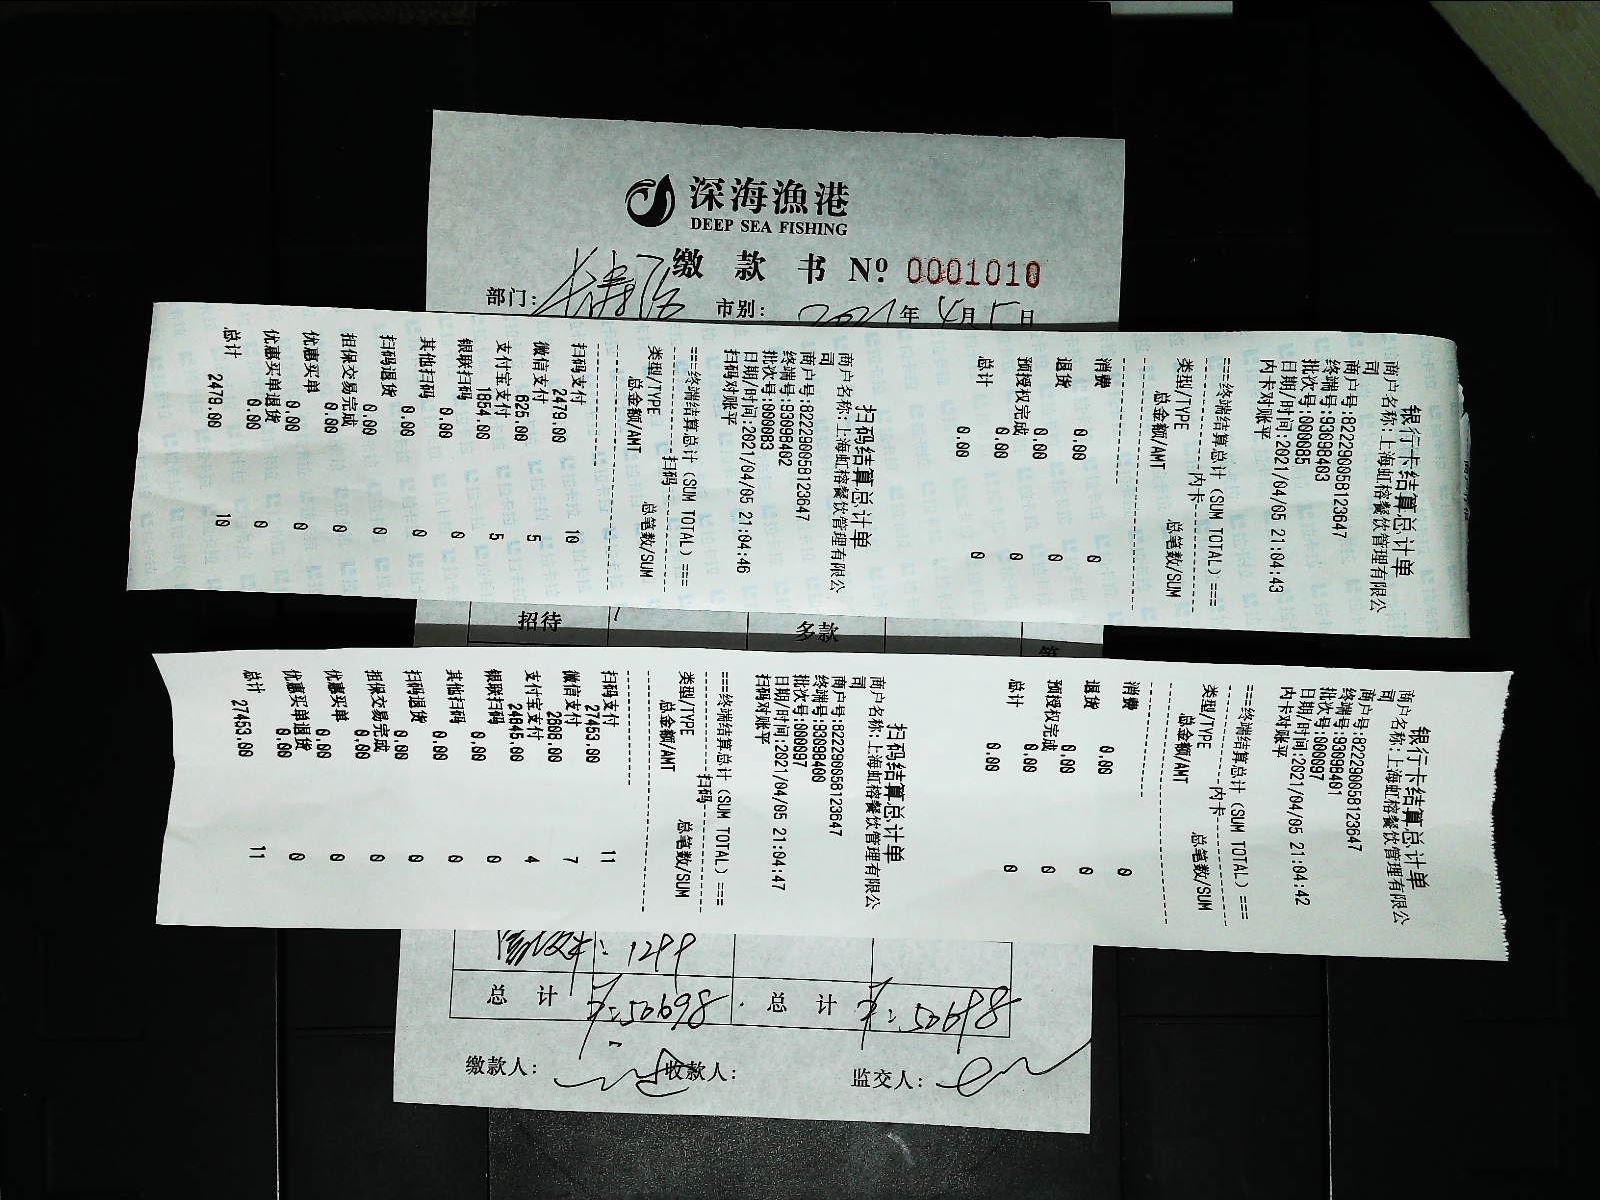 深海漁港
DEEP SEA FISHING
缴款书 Nº 0001010
部门: 长寿店 市别: 2021年4月5日
银行卡结算总计单
商户名称:上海虹榕餐饮管理有限公
司
商户号:822290058123647
终端号:93098403
批次号:000085
日期/时间:2021/04/05 21:04:43
内卡对账平
===终端结算总计(SUM TOTAL)===
内卡
类型/TYPE 总笔数/SUM
总金额/AMT
消费 0
0.00
退货 0
0.00
预授权完成 0
0.00
总计 0
0.00
扫码结算总计单
商户名称:上海虹榕餐饮管理有限公
司
商户号:822290058123647
终端号:93098402
批次号:000083
日期/时间:2021/04/05 21:04:46
扫码对账平
===终端结算总计(SUM TOTAL)===
扫码
类型/TYPE 总笔数/SUM
总金额/AMT
扫码支付 10
2479.00
微信支付 5
625.00
支付宝支付 5
1854.00
银联扫码 0
0.00
其他扫码 0
0.00
扫码退货 0
0.00
担保交易完成 0
0.00
优惠买单 0
0.00
优惠买单退货 0
0.00
总计 10
2479.00
招待 多款
银行卡结算总计单
商户名称:上海虹榕餐饮管理有限公
司
商户号:822290058123647
终端号:93098401
批次号:000097
日期/时间:2021/04/05 21:04:42
内卡对账平
===终端结算总计(SUM TOTAL)===
内卡
类型/TYPE 总笔数/SUM
总金额/AMT
消费 0
0.00
退货 0
0.00
预授权完成 0
0.00
总计 0
0.00
扫码结算总计单
商户名称:上海虹榕餐饮管理有限公
司
商户号:822290058123647
终端号:93098400
批次号:000097
日期/时间:2021/04/05 21:04:47
扫码对账平
===终端结算总计(SUM TOTAL)===
扫码
类型/TYPE 总笔数/SUM
总金额/AMT
扫码支付 11
27453.00
微信支付 7
2808.00
支付宝支付 4
24645.00
银联扫码 0
0.00
其他扫码 0
0.00
扫码退货 0
0.00
担保交易完成 0
0.00
优惠买单 0
0.00
优惠买单退货 0
0.00
总计 11
27453.00
: 1299
总计 ¥:50698 总计 ¥:50698
缴款人: 收款人: 监交人: